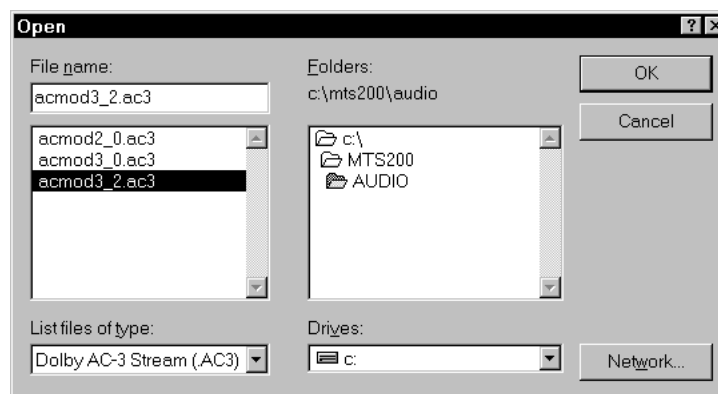 Open
File name:
acmod3_2.ac3
acmod2_0.ac3
acmod3_0.ac3
acmod3_2.ac3
List files of type:
Dolby AC-3 Stream (.AC3)
Folders:
c:\mts200\audio
c:\
MTS200
AUDIO
Drives:
c:
OK
Cancel
Network...